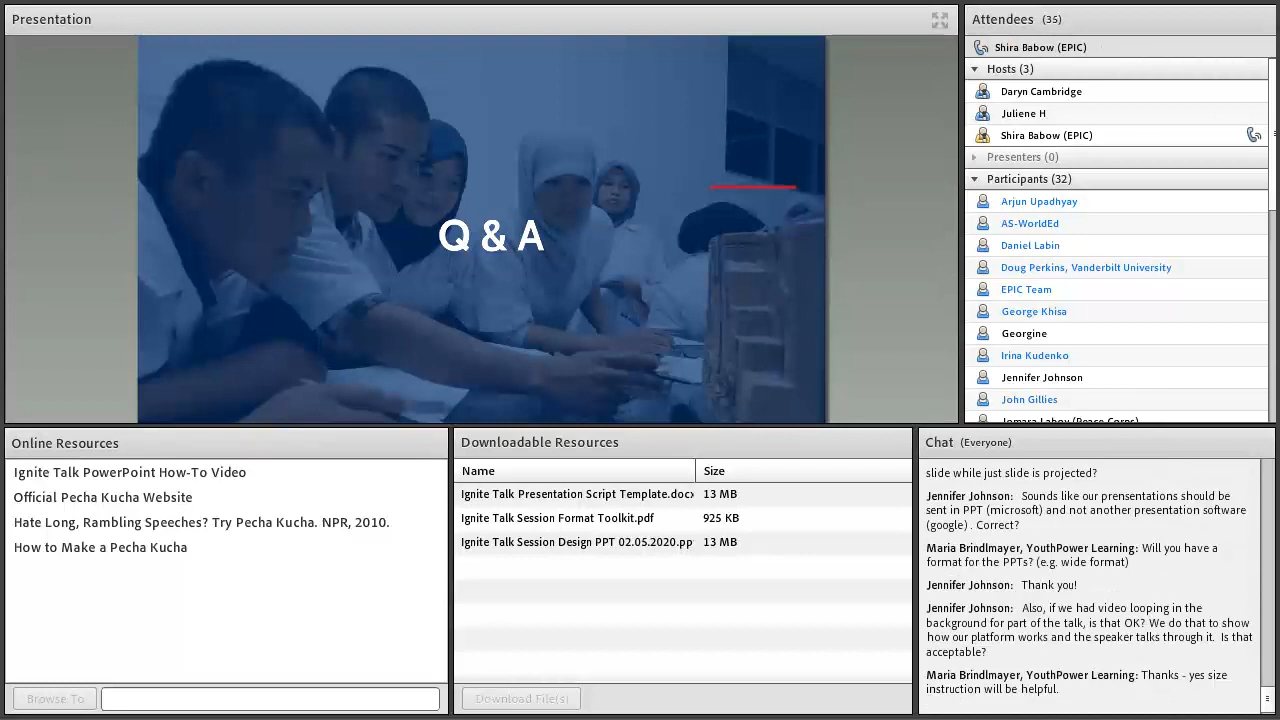 Presentation
Q & A
Attendees (35)
Shira Babow (EPIC)
Hosts (3)
Daryn Cambridge
Juliene H
Shira Babow (EPIC)
Presenters (0)
Participants (32)
Arjun Upadhyay
AS-WorldEd
Daniel Labin
Doug Perkins, Vanderbilt University
EPIC Team
George Khisa
Georgine
Irina Kudenko
Jennifer Johnson
John Gillies
Online Resources
Ignite Talk PowerPoint How-To Video
Official Pecha Kucha Website
Hate Long, Rambling Speeches? Try Pecha Kucha. NPR, 2010.
How to Make a Pecha Kucha
Browse To
Downloadable Resources
Name Size
Ignite Talk Presentation Script Template.docx 13 MB
Ignite Talk Session Format Toolkit.pdf 925 KB
Ignite Talk Session Design PPT 02.05.2020.pp 13 MB
Download File(s)
Chat (Everyone)
slide while just slide is projected?
Jennifer Johnson: Sounds like our prensentations should be
sent in PPT (microsoft) and not another presentation software
(google) . Correct?
Maria Brindlmayer, YouthPower Learning: Will you have a
format for the PPTs? (e.g. wide format)
Jennifer Johnson: Thank you!
Jennifer Johnson: Also, if we had video looping in the
background for part of the talk, is that OK? We do that to show
how our platform works and the speaker talks through it. Is that
acceptable?
Maria Brindlmayer, YouthPower Learning: Thanks - yes size
instruction will be helpful.